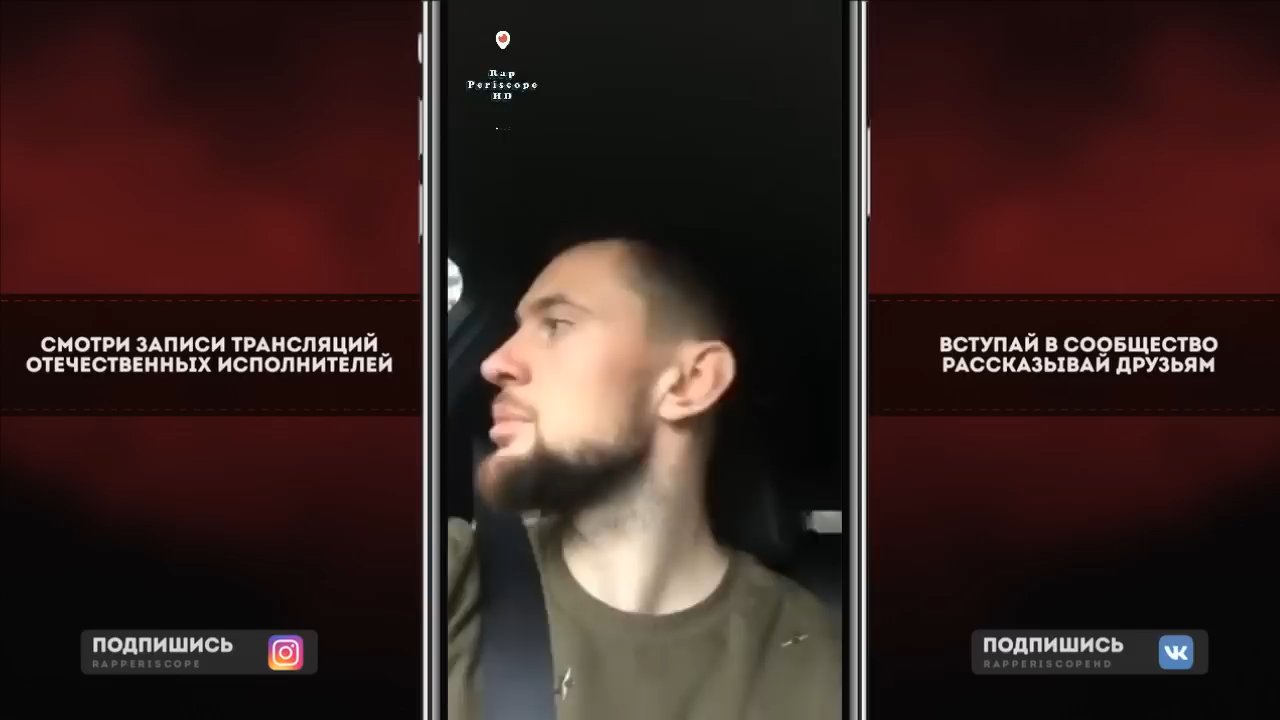 Rap
Periscope
HD
СМОТРИ ЗАПИСИ ТРАНСЛЯЦИЙ
ОТЕЧЕСТВЕННЫХ ИСПОЛНИТЕЛЕЙ
ВСТУПАЙ В СООБЩЕСТВО
РАССКАЗЫВАЙ ДРУЗЬЯМ
ПОДПИШИСЬ
RAPPERISCOPE
ПОДПИШИСЬ
RAPPERISCOPEHD